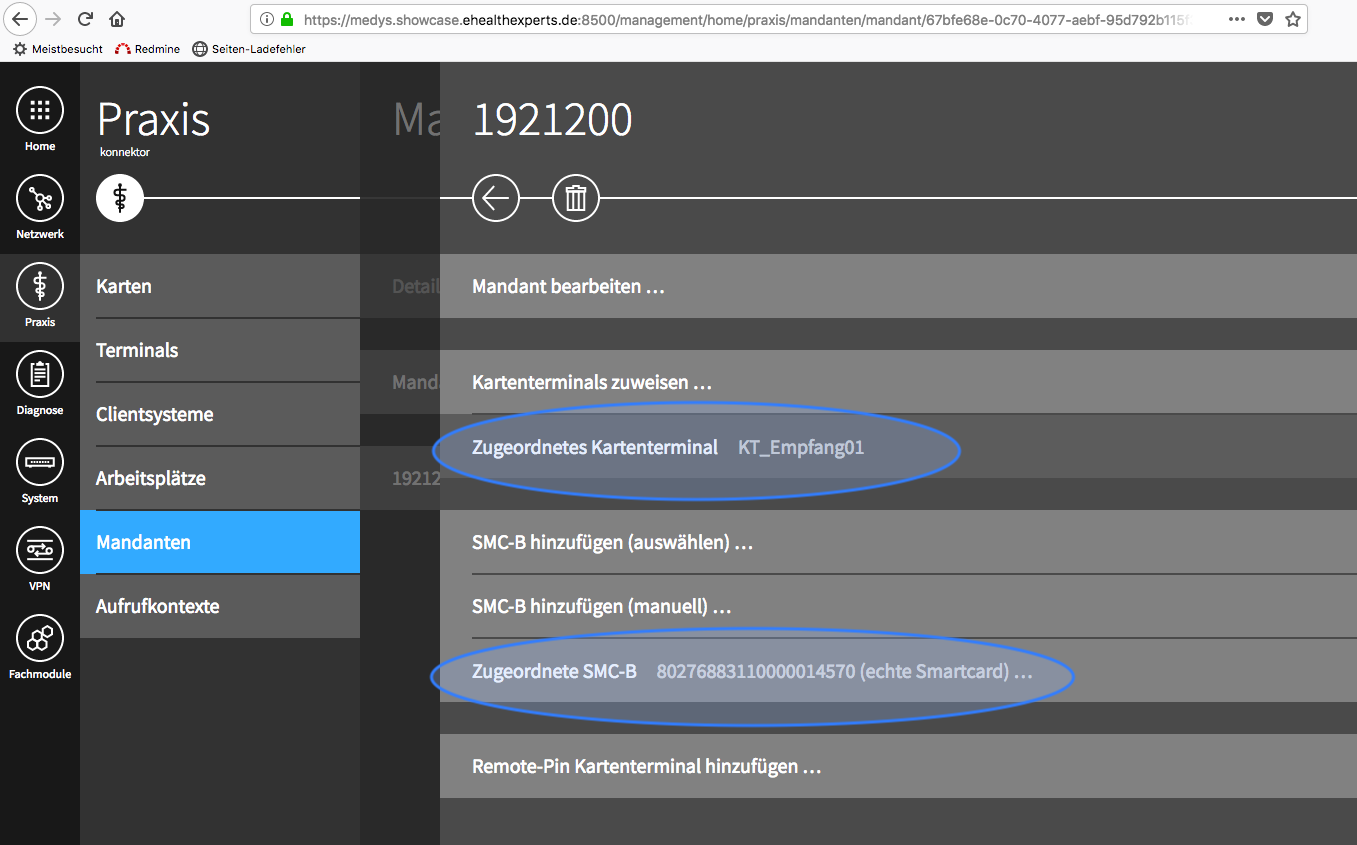 https://medys.showcase.ehealthexperts.de:8500/management/home/praxis/mandanten/mandant/67bfe68e-0c70-4077-aebf-95d792b115f
Meistbesucht Redmine Seiten-Ladefehler
Home
Netzwerk
Praxis
Diagnose
System
VPN
Fachmodule
Praxis
konnektor
Karten
Terminals
Clientsysteme
Arbeitsplätze
Mandanten
Aufrufkontexte
Ma
Detail
Manda
19212
1921200
Mandant bearbeiten ...
Kartenterminals zuweisen ...
Zugeordnetes Kartenterminal KT_Empfang01
SMC-B hinzufügen (auswählen) ...
SMC-B hinzufügen (manuell) ...
Zugeordnete SMC-B 80276883110000014570 (echte Smartcard) ...
Remote-Pin Kartenterminal hinzufügen ...